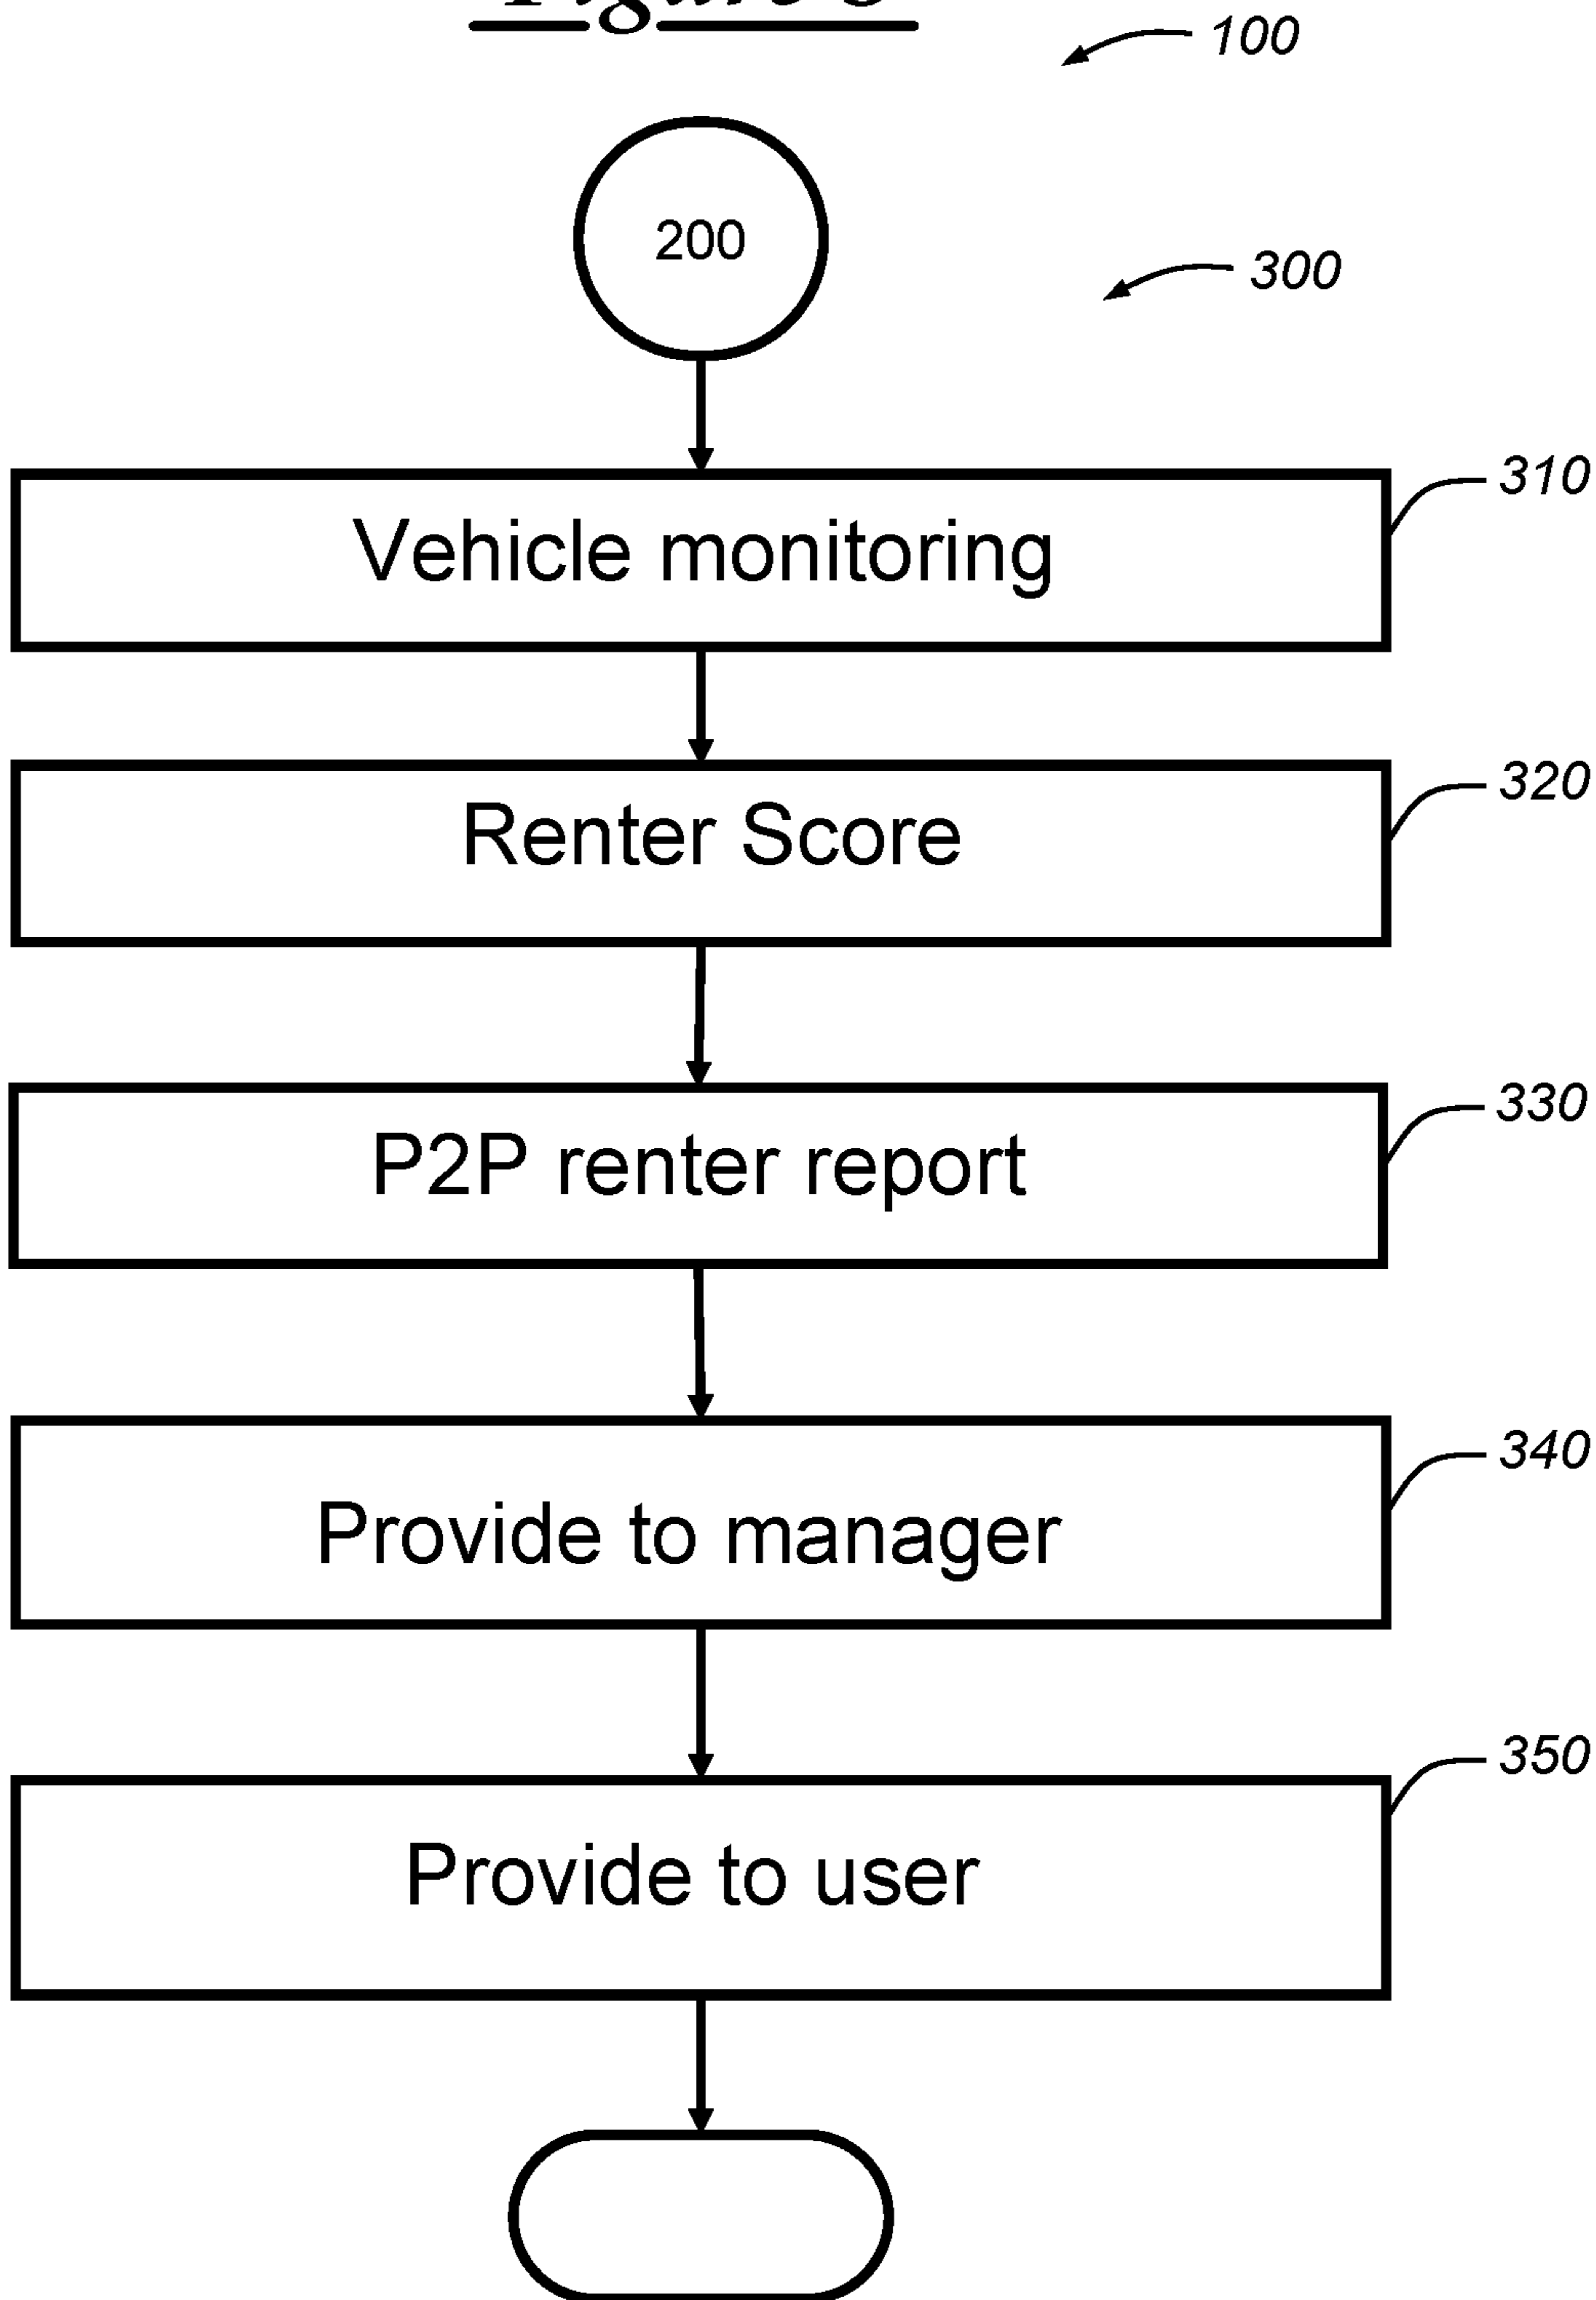 100
200
300
310
Vehicle monitoring
320
Renter Score
330
P2P renter report
340
Provide to manager
350
Provide to user